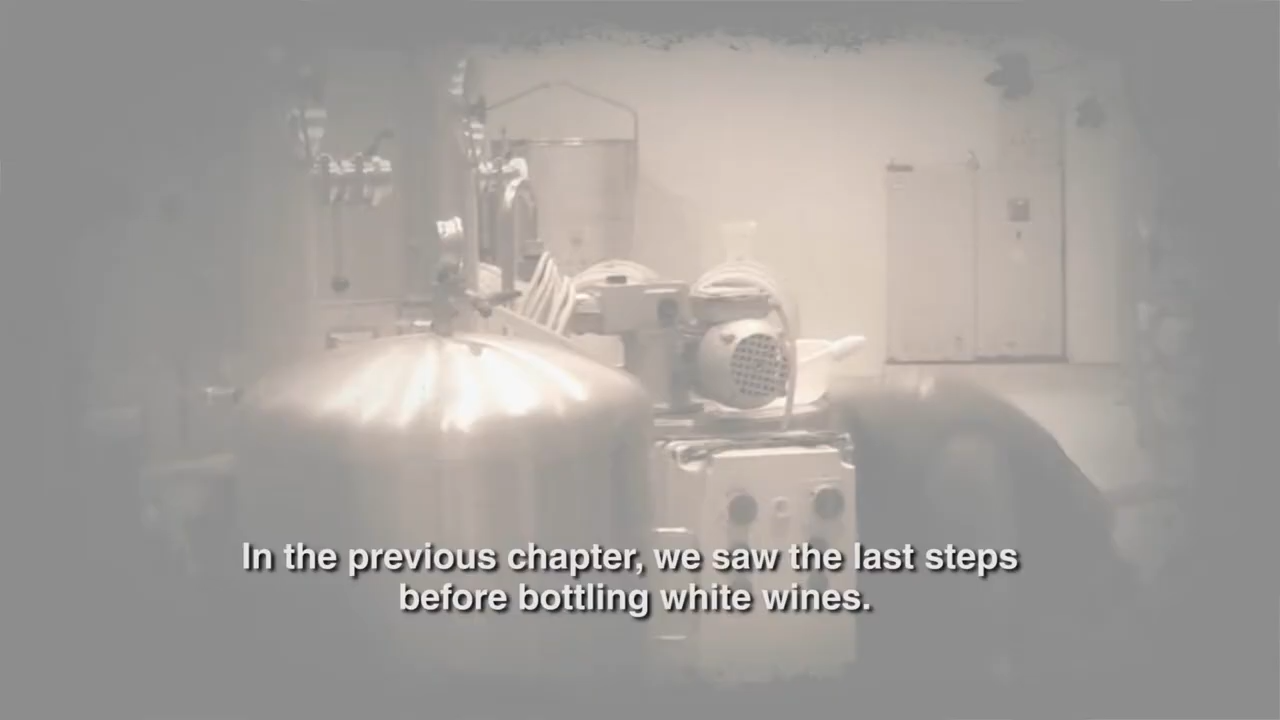 In the previous chapter, we saw the last steps
before bottling white wines.